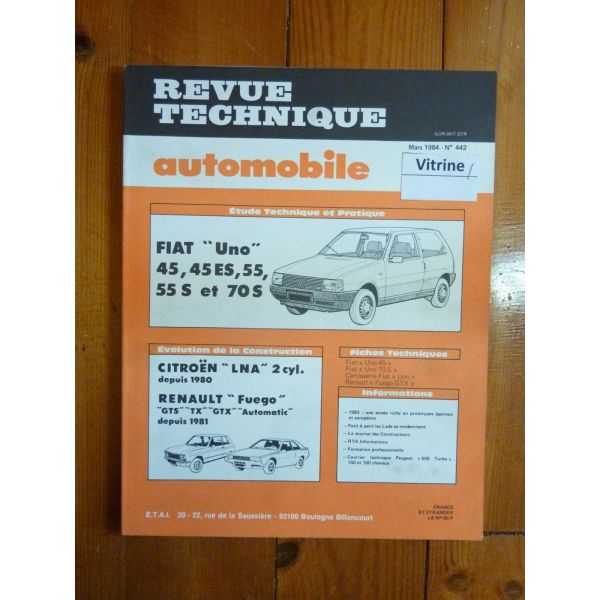 REVUE
TECHNIQUE
ISSN 0017 307X
Mars 1984 - N° 442
automobile
Vitrine
Étude Technique et Pratique
FIAT "Uno"
45, 45 ES, 55,
55 S et 70 S
Évolution de la Construction
CITROËN "LNA" 2 cyl.
depuis 1980
RENAULT "Fuego"
"GTS" "TX" "GTX" "Automatic"
depuis 1981
Fiches Techniques
Fiat « Uno 45 »
Fiat « Uno 70 S »
Carrosserie Fiat « Uno »
Renault « Fuego GTX »
Informations
— 1983 : une année riche en prototypes japonais
et européens
— Petit à petit les Lada se modernisent
— Le Journal des Constructeurs
— RTA Informations
— Formation professionnelle
— Courrier technique Peugeot « 505 Turbo »
150 et 160 chevaux
E.T.A.I. 20 - 22, rue de la Saussière - 92100 Boulogne Billancourt
FRANCE
ET ÉTRANGER
LE N° 80 F